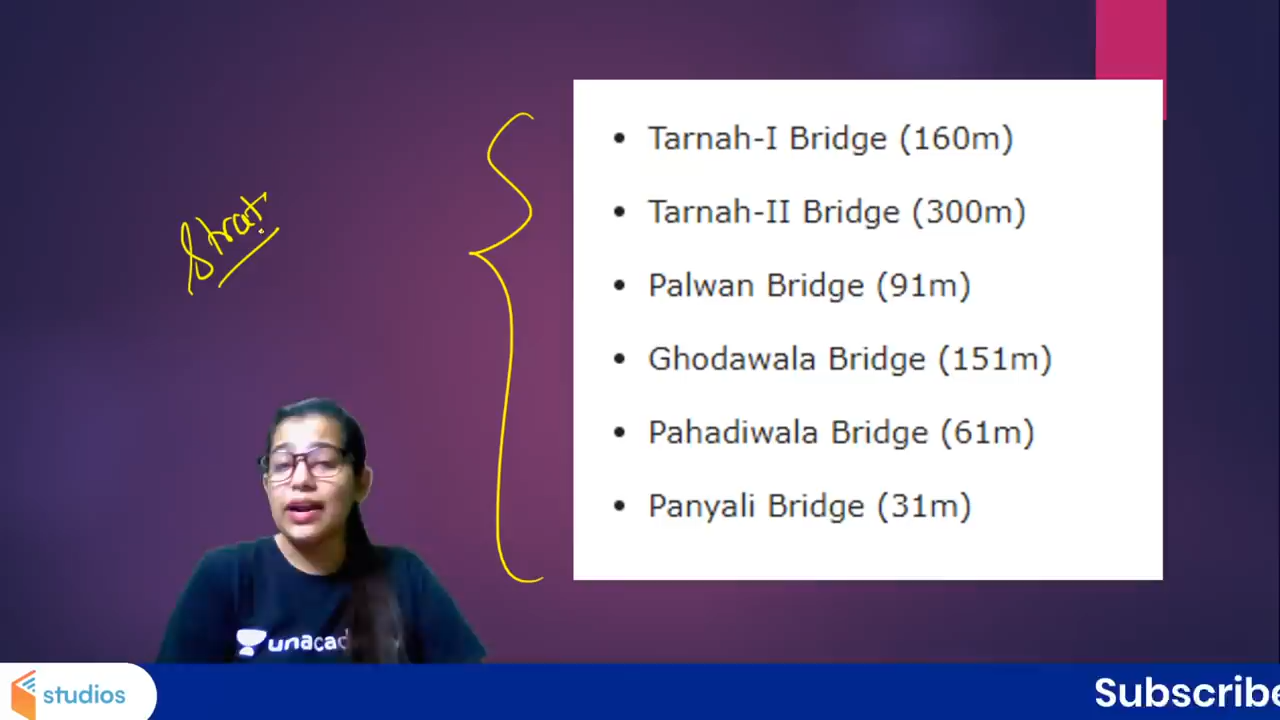 • Tarnah-I Bridge (160m)
• Tarnah-II Bridge (300m)
• Palwan Bridge (91m)
• Ghodawala Bridge (151m)
• Pahadiwala Bridge (61m)
• Panyali Bridge (31m)
Strat
unacad
studios
Subscribe